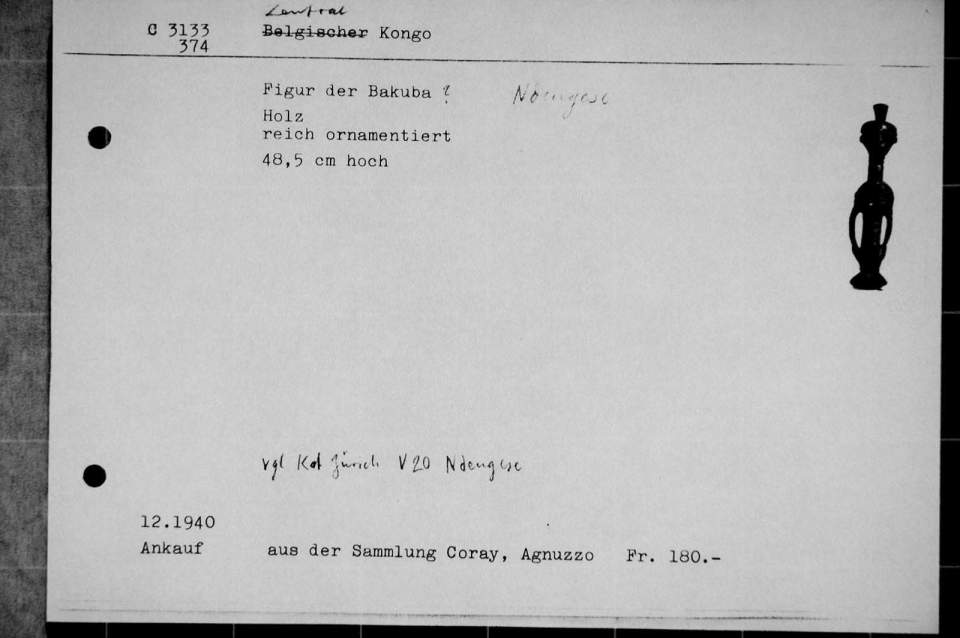 Zentral
C 3133 Belgischer Kongo
374
Figur der Bakuba ? Ndengese
Holz
reich ornamentiert
48,5 cm hoch
vgl Kat Zürich V 20 Ndengese
12.1940
Ankauf aus der Sammlung Coray, Agnuzzo Fr. 180.-